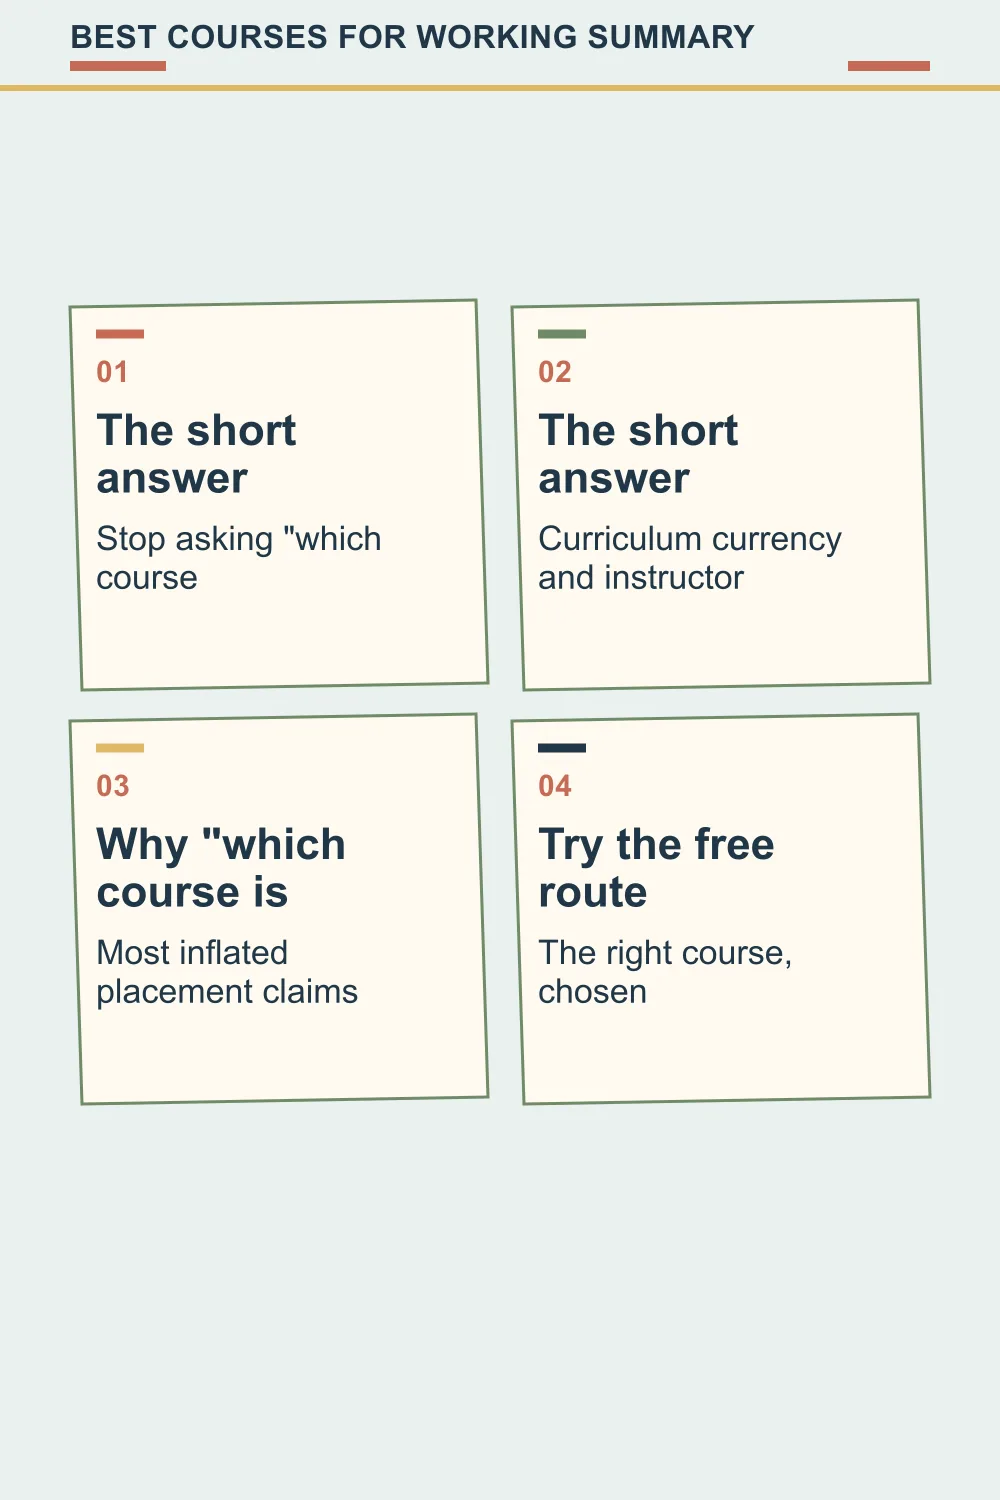 BEST COURSES FOR WORKING SUMMARY
01
The short
answer
Stop asking "which
course
02
The short
answer
Curriculum currency
and instructor
03
Why "which
course is
Most inflated
placement claims
04
Try the free
route
The right course,
chosen